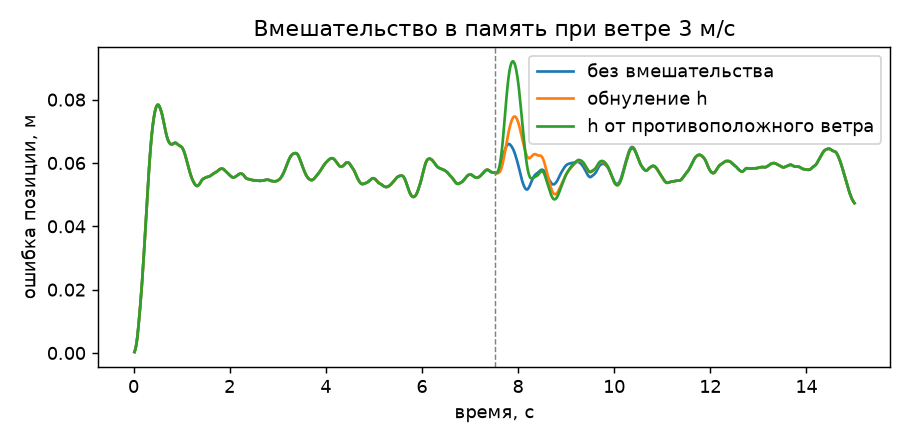 Вмешательство в память при ветре 3 м/с
без вмешательства
обнуление h
h от противоположного ветра
ошибка позиции, м
0.08
0.06
0.04
0.02
0.00
0 2 4 6 8 10 12 14
время, с